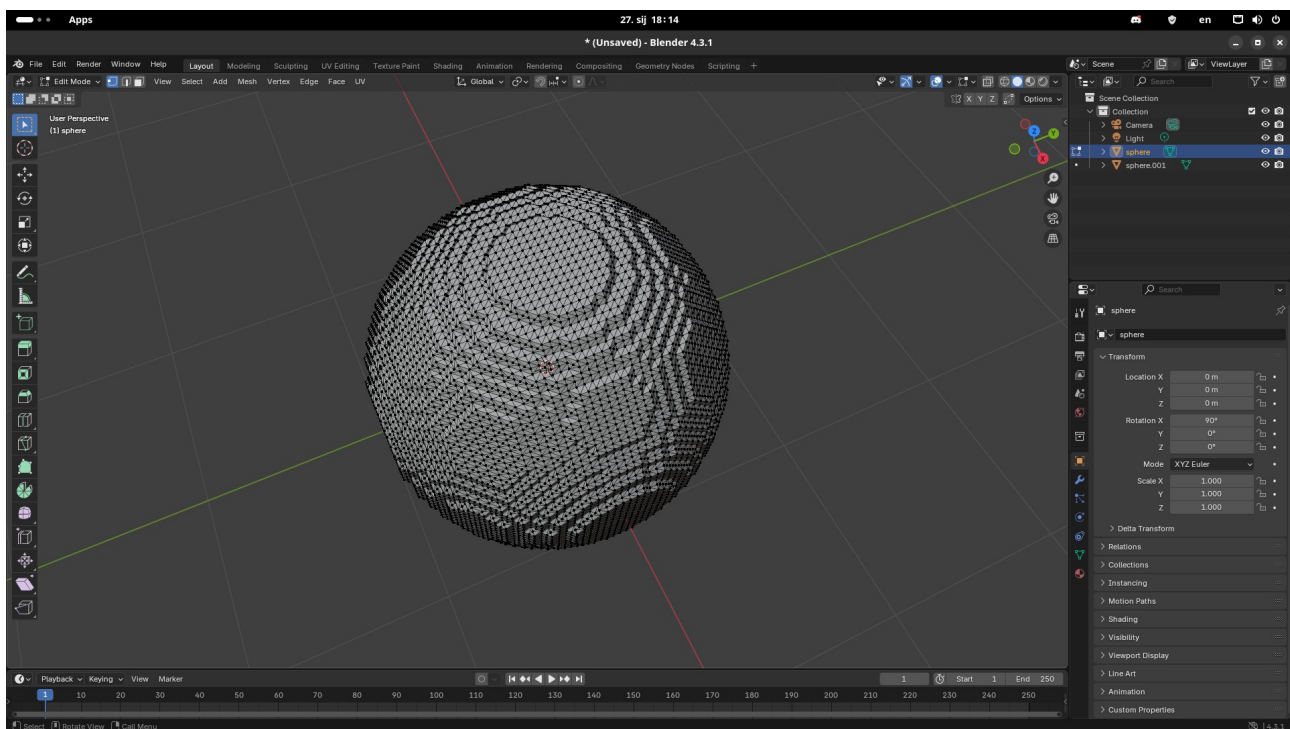 Apps 27. sij 18:14 en
* (Unsaved) - Blender 4.3.1
File Edit Render Window Help Layout Modeling Sculpting UV Editing Texture Paint Shading Animation Rendering Compositing Geometry Nodes Scripting + Scene ViewLayer
Edit Mode View Select Add Mesh Vertex Edge Face UV Global Search
X Y Z Options
Scene Collection
Collection
Camera
Light
sphere
sphere.001
User Perspective
(1) sphere
Z
Y
X
Search
sphere
sphere
Transform
Location X 0 m
Y 0 m
Z 0 m
Rotation X 90°
Y 0°
Z 0°
Mode XYZ Euler
Scale X 1.000
Y 1.000
Z 1.000
Delta Transform
Relations
Collections
Instancing
Motion Paths
Shading
Visibility
Viewport Display
Line Art
Animation
Custom Properties
Playback Keying View Marker 1 Start 1 End 250
1 10 20 30 40 50 60 70 80 90 100 110 120 130 140 150 160 170 180 190 200 210 220 230 240 250
Select Rotate View Call Menu 4.3.1